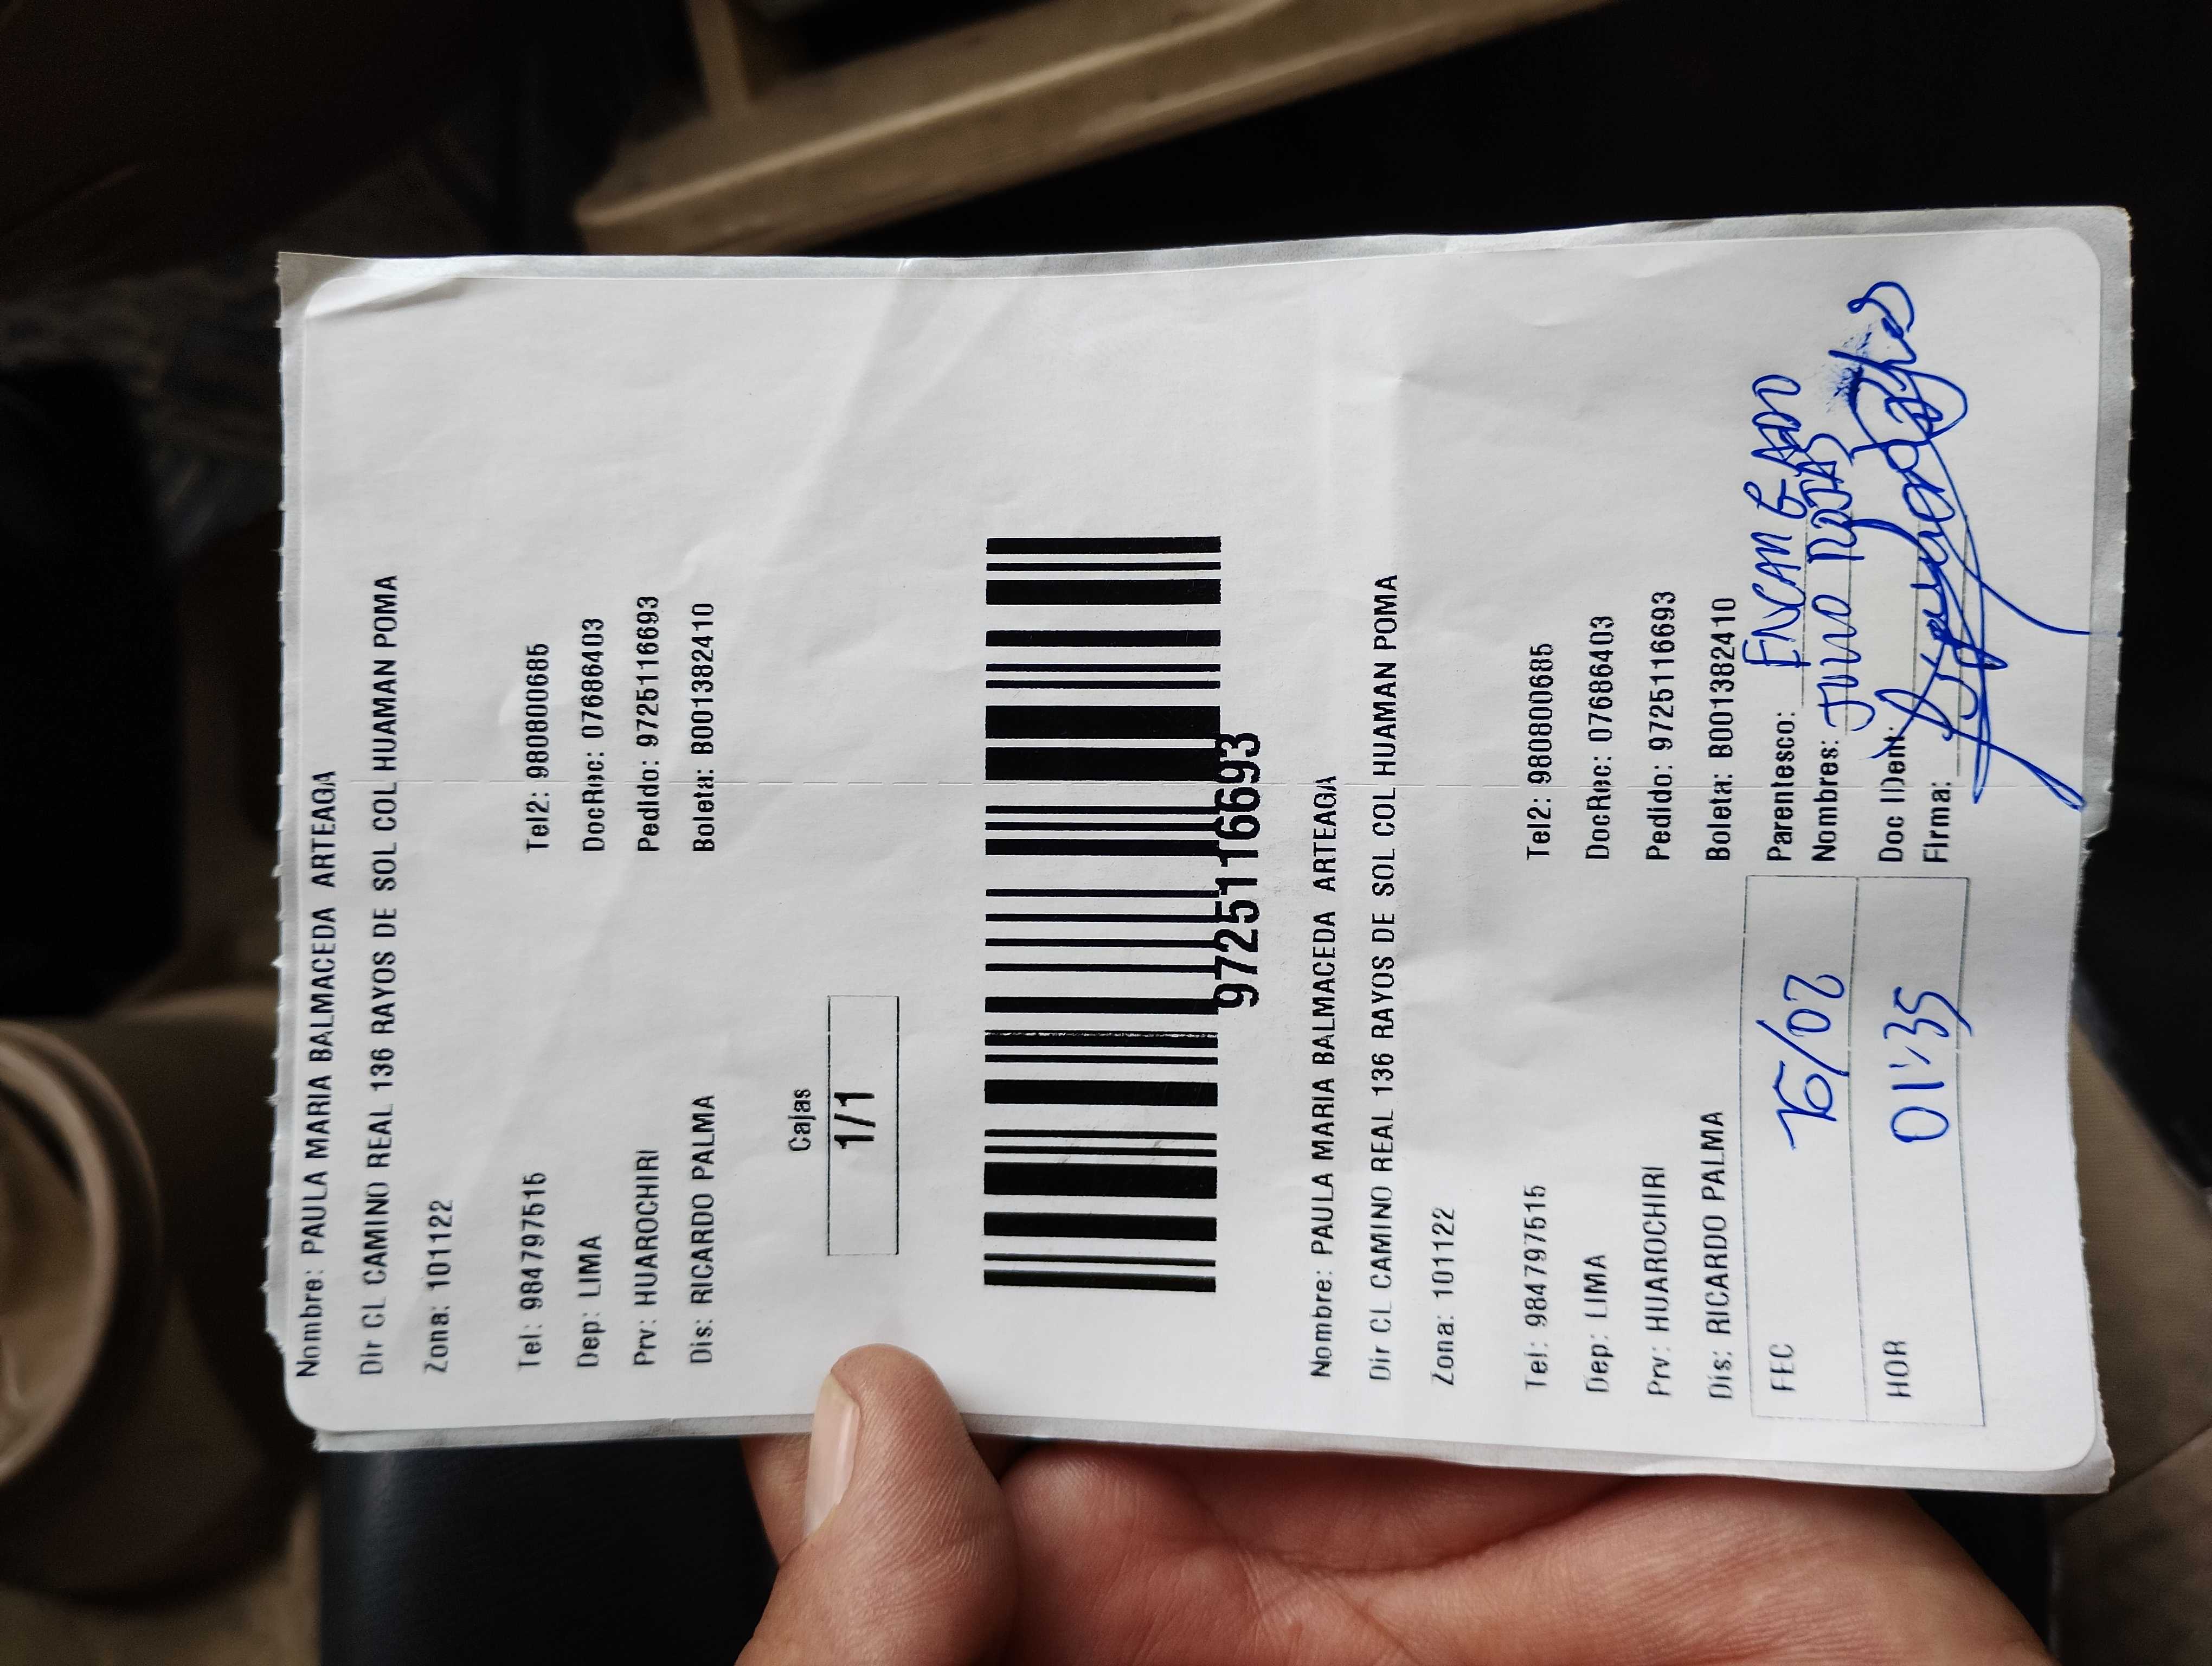 Nombre: PAULA MARIA BALMACEDA ARTEAGA
Dir CL CAMINO REAL 136 RAYOS DE SOL COL HUAMAN POMA
Zona: 101122
Tel: 984797515 Tel2: 980800685
Dep: LIMA DocRec: 07686403
Prv: HUAROCHIRI Pedido: 9725116693
Dis: RICARDO PALMA Boleta: B001382410
Cajas
1/1
9725116693
Nombre: PAULA MARIA BALMACEDA ARTEAGA
Dir CL CAMINO REAL 136 RAYOS DE SOL COL HUAMAN POMA
Zona: 101122
Tel: 984797515 Tel2: 980800685
Dep: LIMA DocRec: 07686403
Prv: HUAROCHIRI Pedido: 9725116693
Dis: RICARDO PALMA Boleta: B001382410
FEC 15/02 Parentesco:
Nombres:
HOR 01:35 Doc IDent:
Firma: